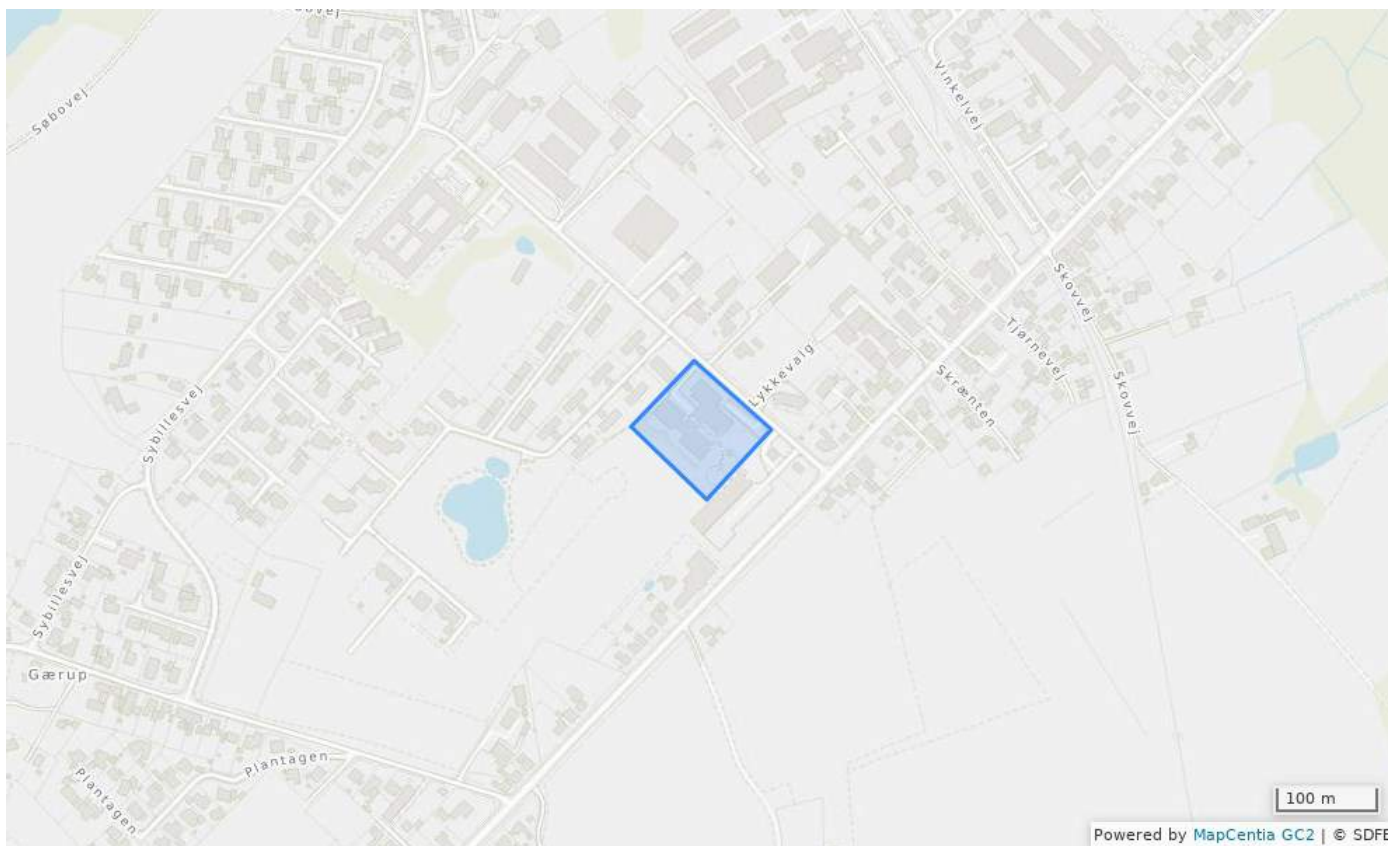 Søbovej
Vinkelvej
Lykkevalg
Skovvej
Tjørnevej
Skrænten
Skovvej
Sybillesvej
Sybillesvej
Gærup
Plantagen
Plantagen
100 m
Powered by MapCentia GC2 | © SDFE